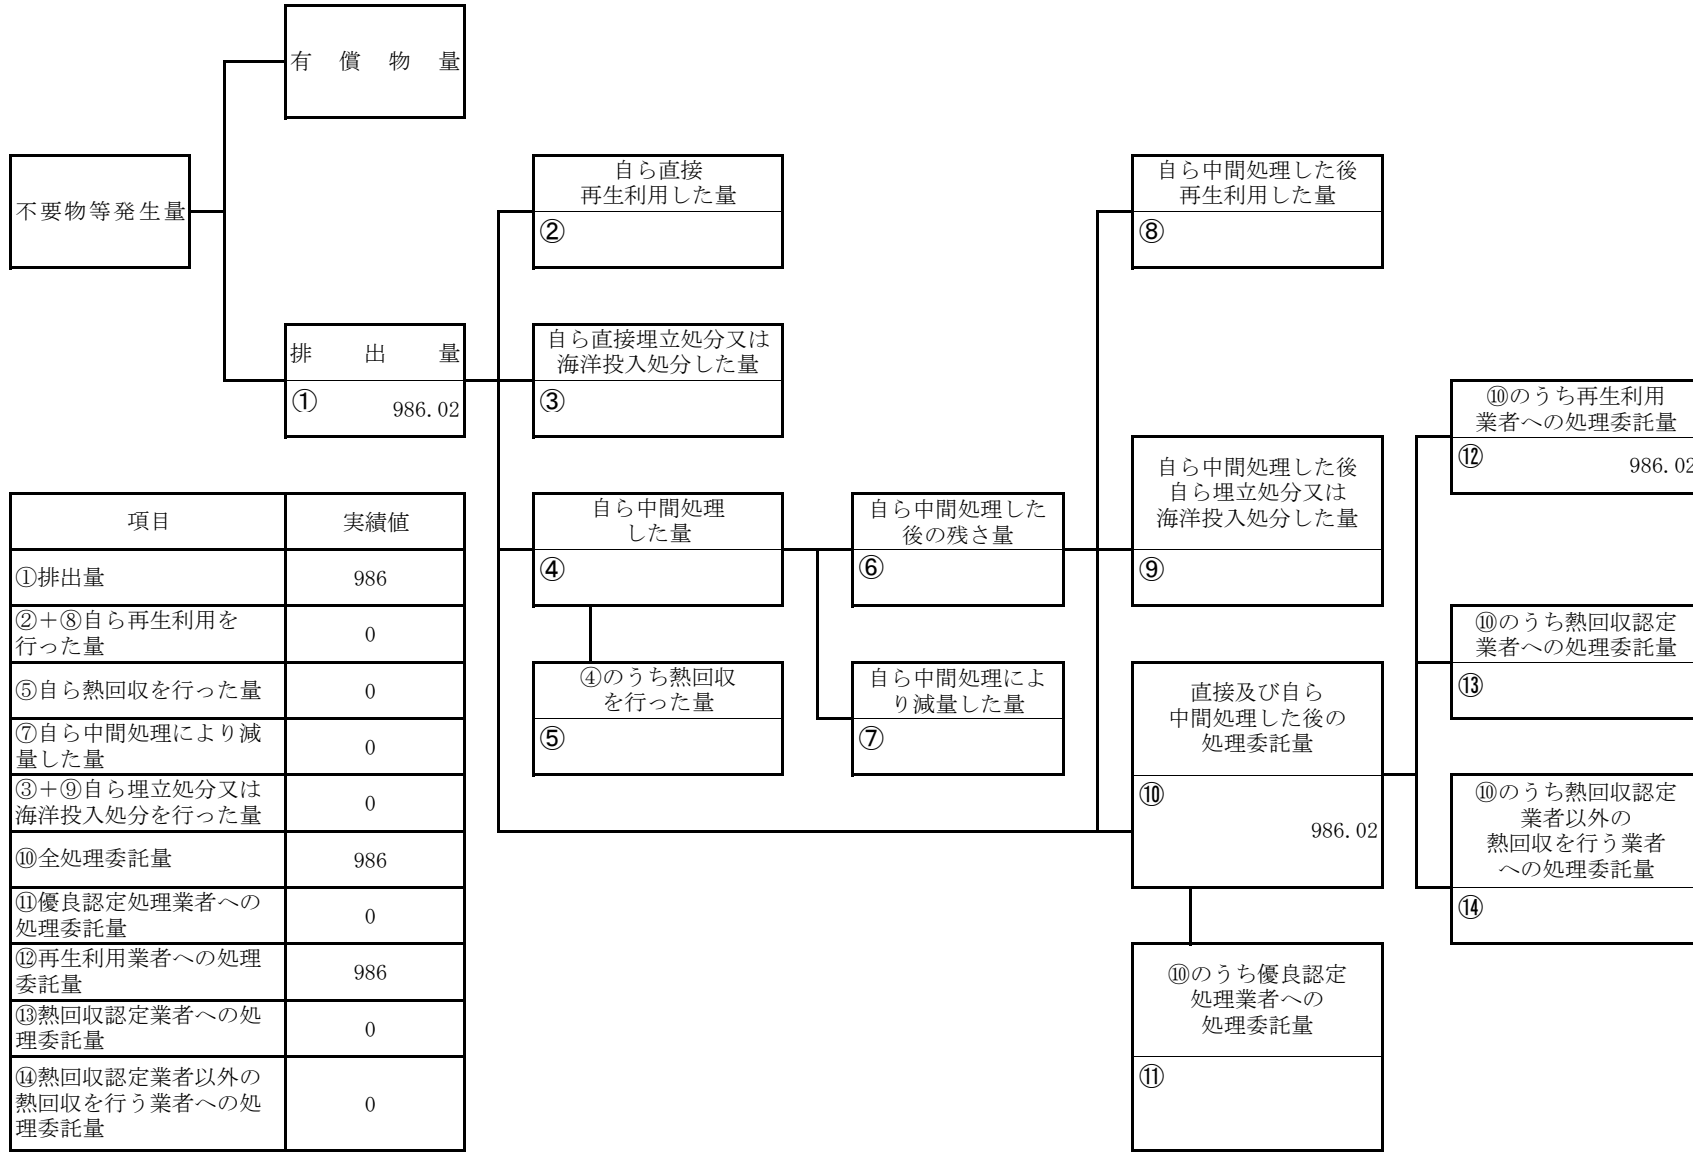 有償物量
不要物等発生量
排出量
① 986.02
自ら直接
再生利用した量
②
自ら直接埋立処分又は
海洋投入処分した量
③
自ら中間処理
した量
④
④のうち熱回収
を行った量
⑤
自ら中間処理した
後の残さ量
⑥
自ら中間処理によ
り減量した量
⑦
自ら中間処理した後
再生利用した量
⑧
自ら中間処理した後
自ら埋立処分又は
海洋投入処分した量
⑨
直接及び自ら
中間処理した後の
処理委託量
⑩
986.02
⑩のうち優良認定
処理業者への
処理委託量
⑪
⑩のうち再生利用
業者への処理委託量
⑫ 986.02
⑩のうち熱回収認定
業者への処理委託量
⑬
⑩のうち熱回収認定
業者以外の
熱回収を行う業者
への処理委託量
⑭
項目 実績値
①排出量 986
②＋⑧自ら再生利用を
行った量 0
⑤自ら熱回収を行った量 0
⑦自ら中間処理により減
量した量 0
③＋⑨自ら埋立処分又は
海洋投入処分を行った量 0
⑩全処理委託量 986
⑪優良認定処理業者への
処理委託量 0
⑫再生利用業者への処理
委託量 986
⑬熱回収認定業者への処
理委託量 0
⑭熱回収認定業者以外の
熱回収を行う業者への処
理委託量 0